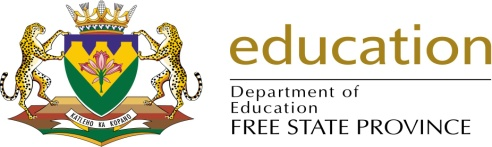 education
Department of
Education
FREE STATE PROVINCE
KATLEHO KA KOPANO